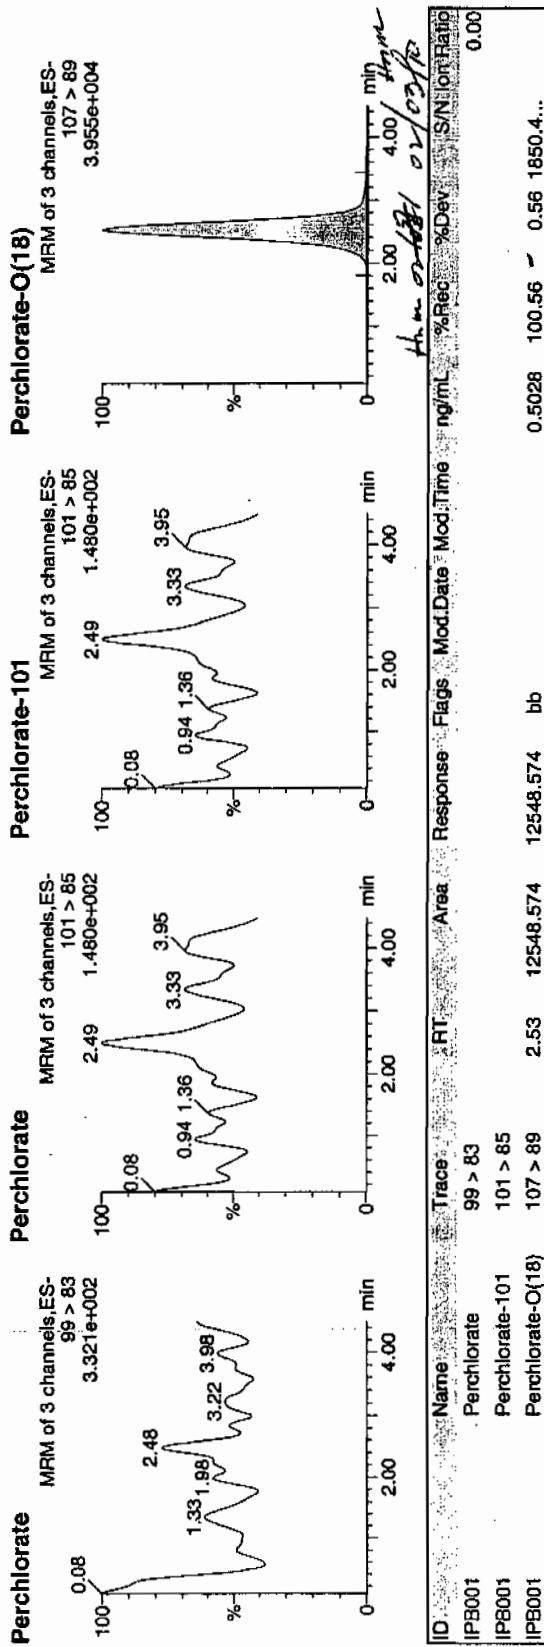 Perchlorate
MRM of 3 channels,ES-
99 > 83
3.321e+002
100
0.08
1.33
1.98
2.48
3.22
3.98
%
0
2.00
4.00
min
Perchlorate
MRM of 3 channels,ES-
101 > 85
1.480e+002
100
0.08
0.94
1.36
2.49
3.33
3.95
%
0
2.00
4.00
min
Perchlorate-101
MRM of 3 channels,ES-
101 > 85
1.480e+002
100
0.08
0.94
1.36
2.49
3.33
3.95
%
0
2.00
4.00
min
Perchlorate-O(18)
MRM of 3 channels,ES-
107 > 89
3.955e+004
100
%
0
2.00
4.00
min
02/03/10
ID Name Trace RT Area Response Flags Mod.Date Mod.Time ng/mL %Rec %Dev S/N Ion Ratio
IPB001 Perchlorate 99 > 83 0.00
IPB001 Perchlorate-101 101 > 85
IPB001 Perchlorate-O(18) 107 > 89 2.53 12548.574 12548.574 bb 0.5028 100.56 0.56 1850.4...